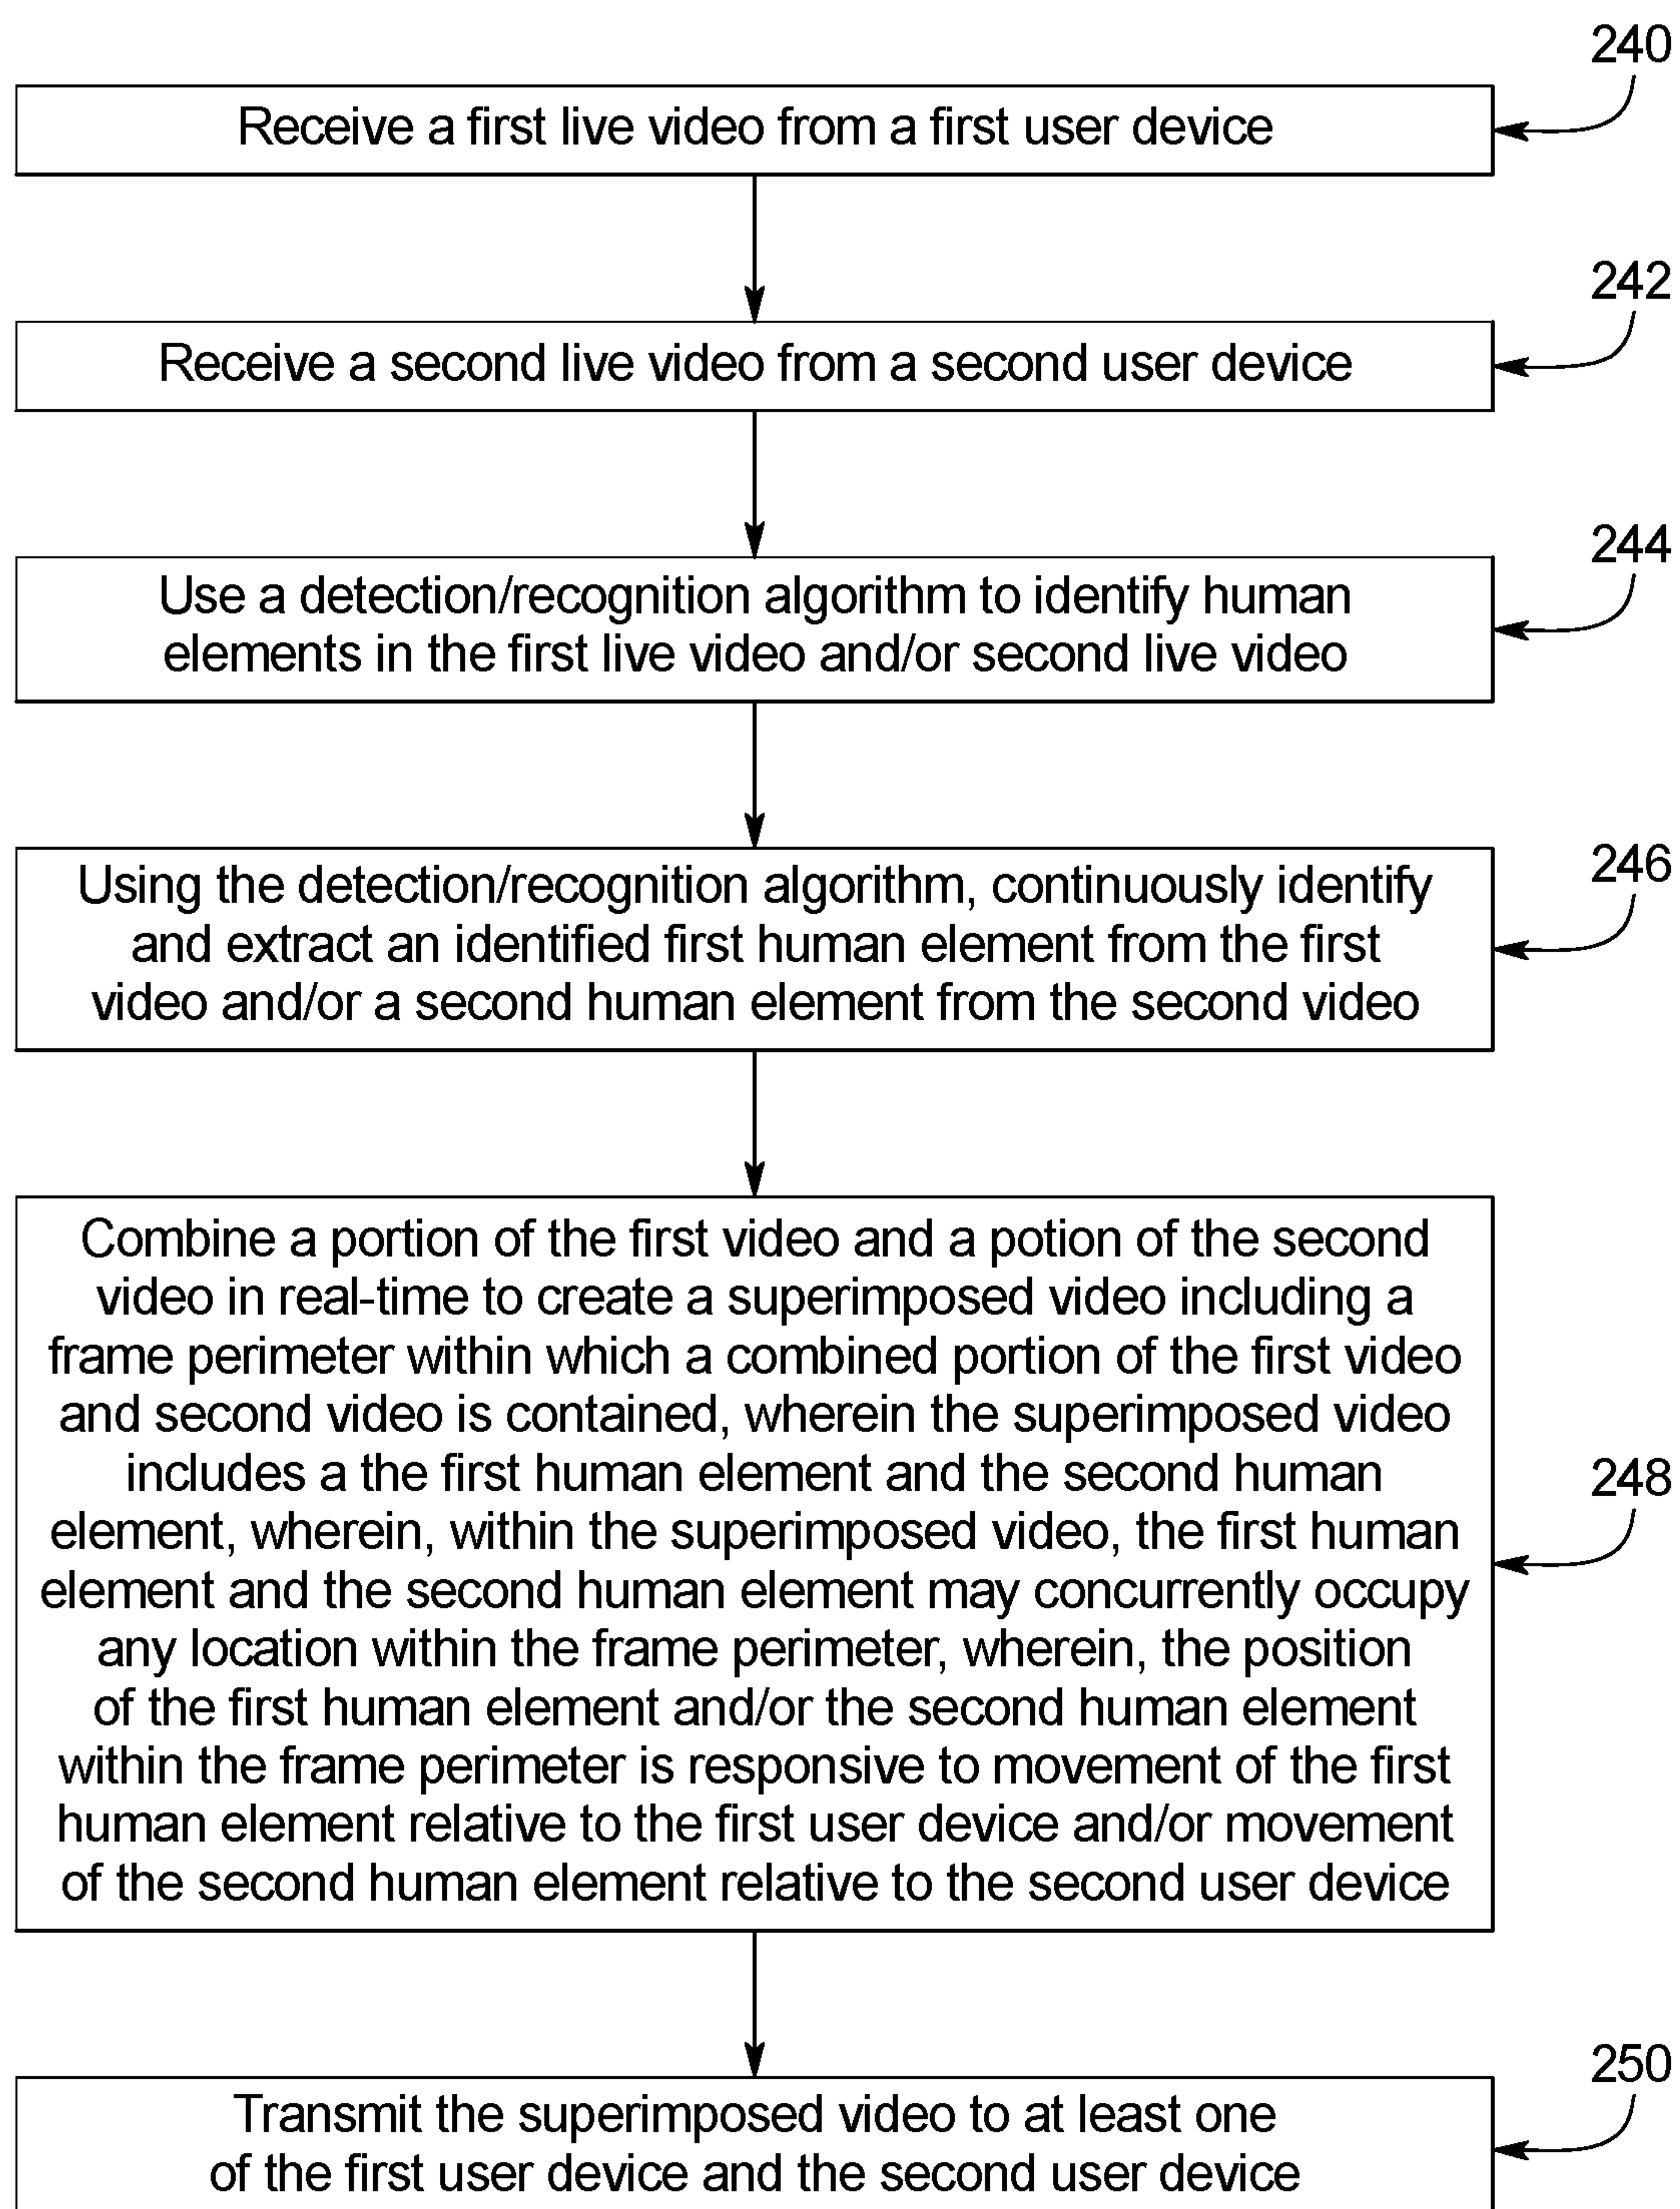 240
Receive a first live video from a first user device
242
Receive a second live video from a second user device
244
Use a detection/recognition algorithm to identify human
elements in the first live video and/or second live video
246
Using the detection/recognition algorithm, continuously identify
and extract an identified first human element from the first
video and/or a second human element from the second video
Combine a portion of the first video and a potion of the second
video in real-time to create a superimposed video including a
frame perimeter within which a combined portion of the first video
and second video is contained, wherein the superimposed video
includes a the first human element and the second human
element, wherein, within the superimposed video, the first human
element and the second human element may concurrently occupy
any location within the frame perimeter, wherein, the position
of the first human element and/or the second human element
within the frame perimeter is responsive to movement of the first
human element relative to the first user device and/or movement
of the second human element relative to the second user device
248
250
Transmit the superimposed video to at least one
of the first user device and the second user device